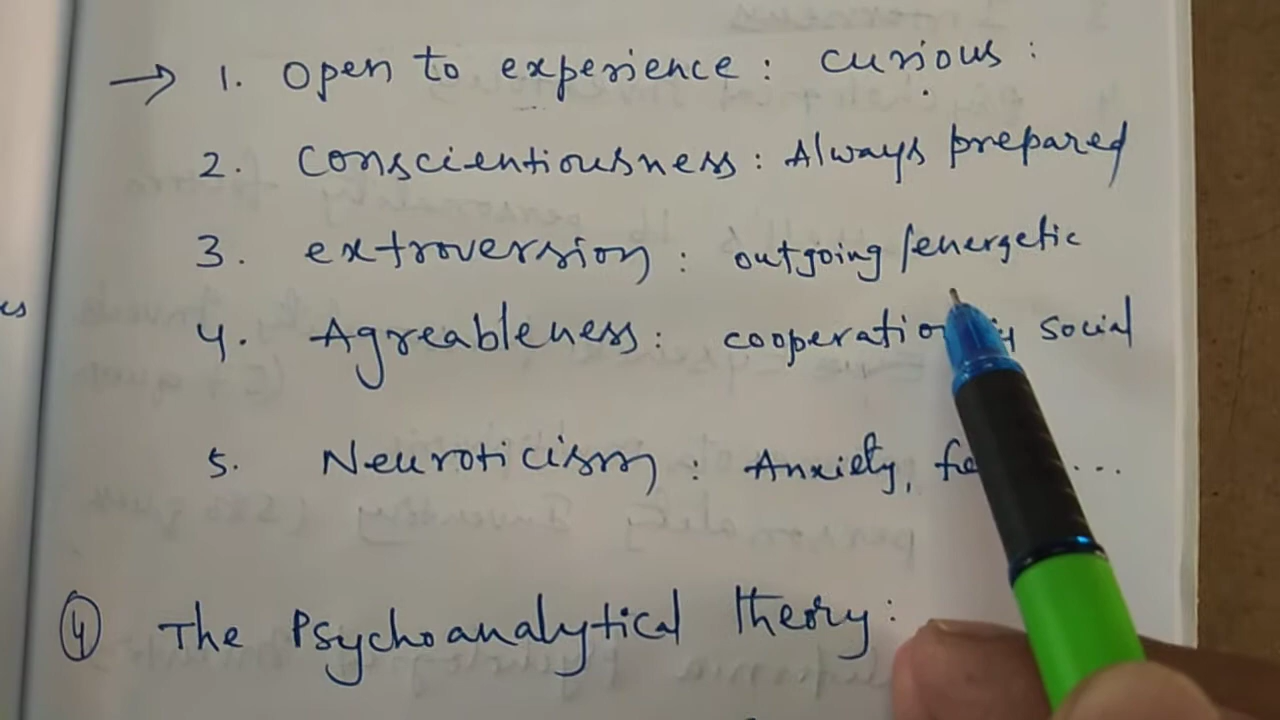 → 1. Open to experience : curious :
2. Conscientiousness : Always prepared
3. extroversion : outgoing /energetic
4. Agreableness : social
5. Neuroticism : Anxiety, ...
④ The Psychoanalytical theory :